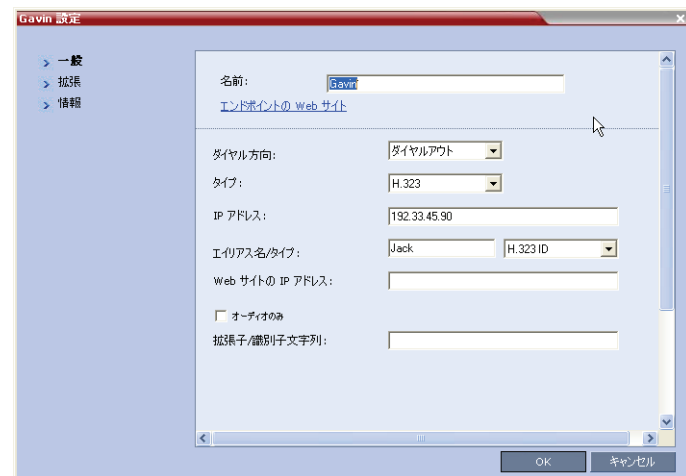 Gavin 設定
一般
拡張
情報
名前: Gavin
エンドポイントの Web サイト
ダイヤル方向: ダイヤルアウト
タイプ: H.323
IP アドレス: 192.33.45.90
エイリアス名/タイプ: Jack H.323 ID
Web サイトの IP アドレス:
オーディオのみ
拡張子/識別子文字列:
OK キャンセル